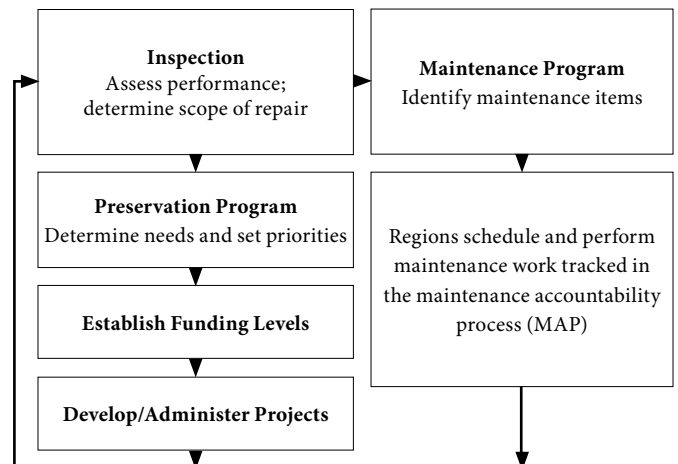 Inspection
Assess performance;
determine scope of repair
Maintenance Program
Identify maintenance items
Preservation Program
Determine needs and set priorities
Regions schedule and perform
maintenance work tracked in
the maintenance accountability
process (MAP)
Establish Funding Levels
Develop/Administer Projects